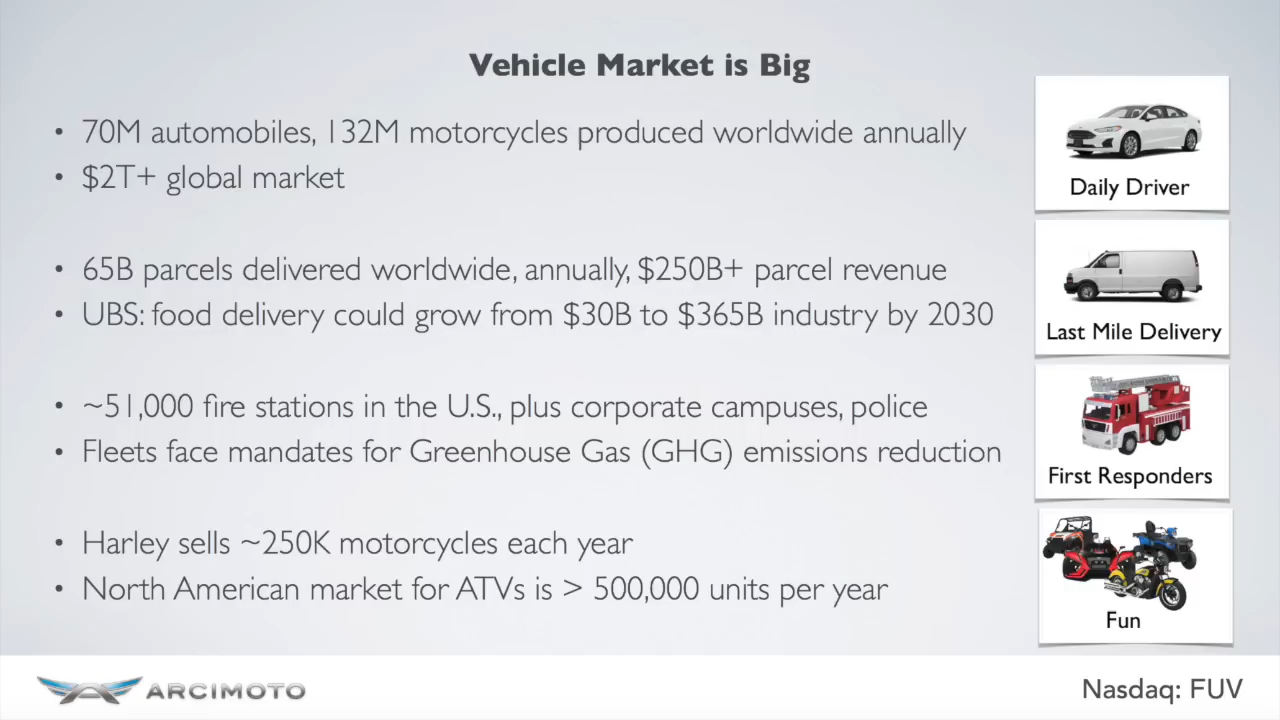 Vehicle Market is Big
• 70M automobiles, 132M motorcycles produced worldwide annually
• $2T+ global market
• 65B parcels delivered worldwide, annually, $250B+ parcel revenue
• UBS: food delivery could grow from $30B to $365B industry by 2030
• ~51,000 fire stations in the U.S., plus corporate campuses, police
• Fleets face mandates for Greenhouse Gas (GHG) emissions reduction
• Harley sells ~250K motorcycles each year
• North American market for ATVs is > 500,000 units per year
Daily Driver
Last Mile Delivery
First Responders
Fun
ARCIMOTO
Nasdaq: FUV